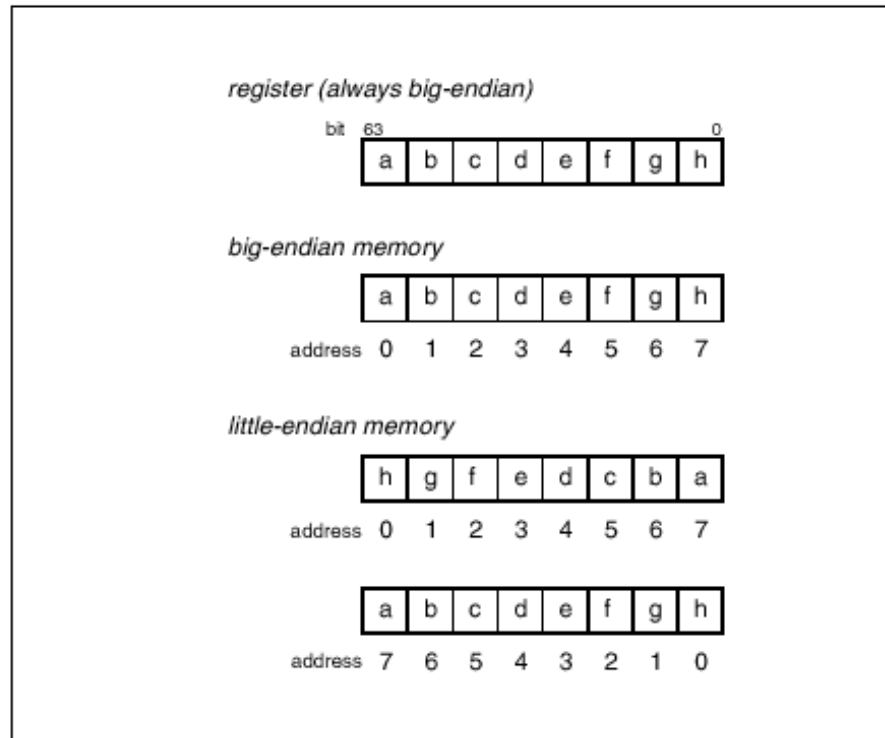 register (always big-endian)
bit 63 0
a b c d e f g h
big-endian memory
a b c d e f g h
address 0 1 2 3 4 5 6 7
little-endian memory
h g f e d c b a
address 0 1 2 3 4 5 6 7
a b c d e f g h
address 7 6 5 4 3 2 1 0